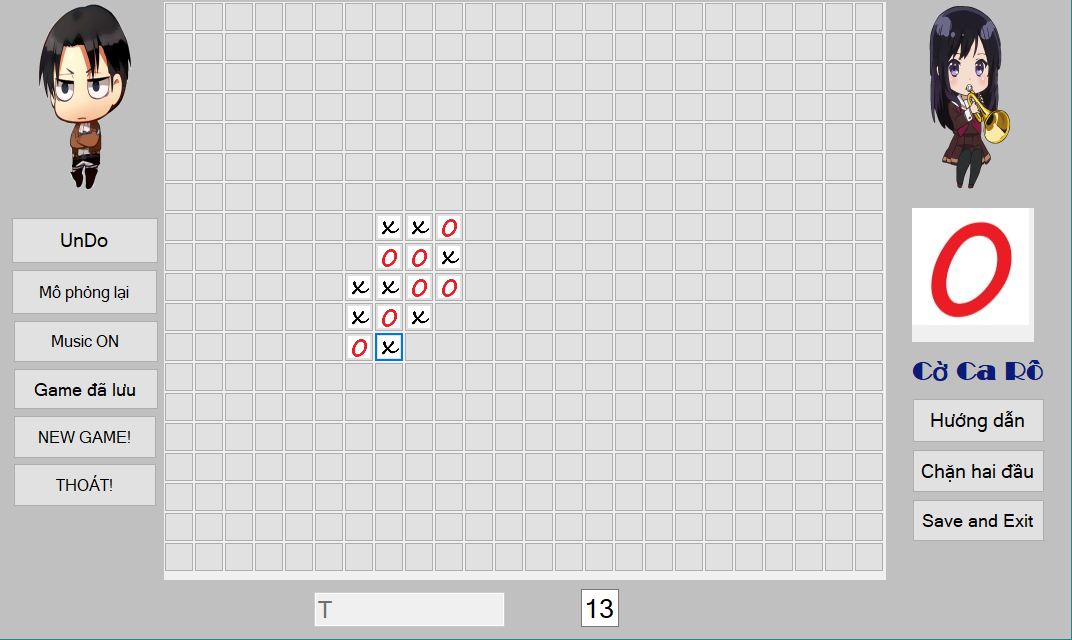 UnDo
Mô phỏng lại
Music ON
Game đã lưu
NEW GAME!
THOÁT!
x x O
O O x
x x O O
x O x
O x
T
13
O
Cờ Ca Rô
Hướng dẫn
Chặn hai đầu
Save and Exit